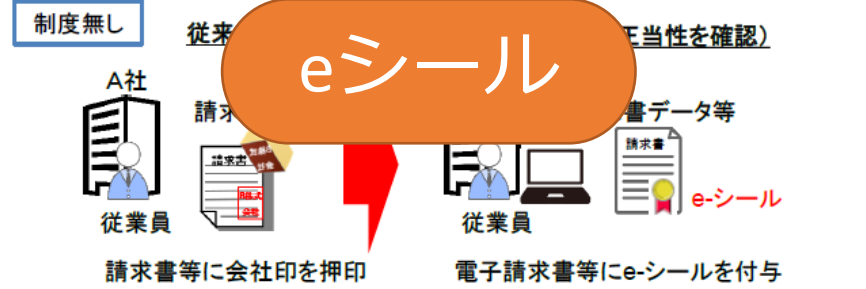 制度無し
従来
eシール
正当性を確認）
A社
請求
書データ等
請求書
請求書
e-シール
従業員
従業員
請求書等に会社印を押印
電子請求書等にe-シールを付与